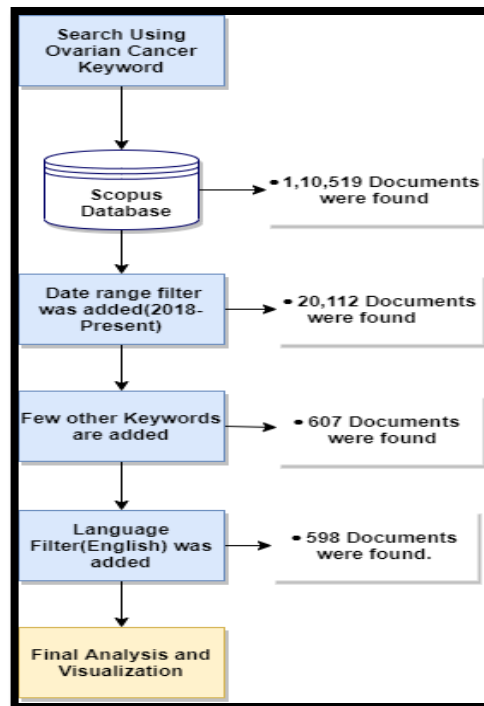 Search Using
Ovarian Cancer
Keyword
Scopus
Database
• 1,10,519 Documents
were found
Date range filter
was added(2018-
Present)
• 20,112 Documents
were found
Few other Keywords
are added
• 607 Documents
were found
Language
Filter(English) was
added
• 598 Documents
were found.
Final Analysis and
Visualization